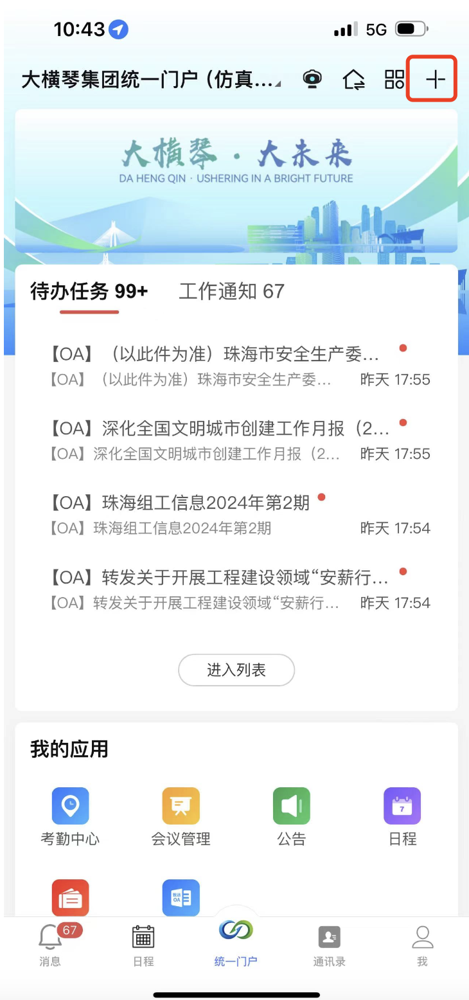 10:43
5G
大横琴集团统一门户（仿真...
大横琴·大未来
DA HENG QIN · USHERING IN A BRIGHT FUTURE
待办任务 99+ 工作通知 67
【OA】（以此件为准）珠海市安全生产委...
【OA】（以此件为准）珠海市安全生产委... 昨天 17:55
【OA】深化全国文明城市创建工作月报（2...
【OA】深化全国文明城市创建工作月报（2... 昨天 17:55
【OA】珠海组工信息2024年第2期
【OA】珠海组工信息2024年第2期 昨天 17:54
【OA】转发关于开展工程建设领域“安薪行...
【OA】转发关于开展工程建设领域“安薪行... 昨天 17:54
进入列表
我的应用
7
考勤中心 会议管理 公告 日程
致远
OA
67
消息 日程 统一门户 通讯录 我